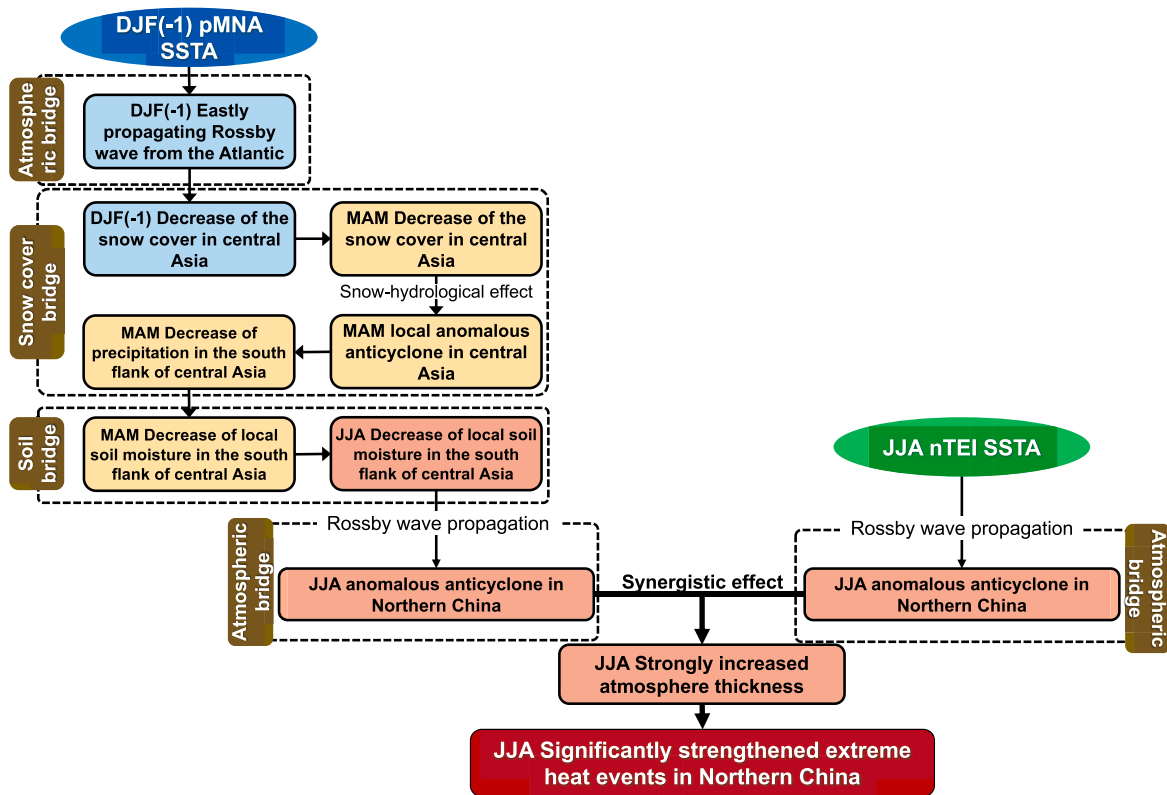 DJF(-1) pMNA
SSTA
Atmosphe
ric bridge
DJF(-1) Eastly
propagating Rossby
wave from the Atlantic
Snow cover
bridge
DJF(-1) Decrease of the
snow cover in central
Asia
MAM Decrease of the
snow cover in central
Asia
Snow-hydrological effect
MAM Decrease of
precipitation in the south
flank of central Asia
MAM local anomalous
anticyclone in central
Asia
Soil
bridge
MAM Decrease of local
soil moisture in the south
flank of central Asia
JJA Decrease of local soil
moisture in the south
flank of central Asia
JJA nTEI SSTA
Rossby wave propagation
Rossby wave propagation
Atmospheric
bridge
JJA anomalous anticyclone in
Northern China
Synergistic effect
JJA anomalous anticyclone in
Northern China
Atmospheric
bridge
JJA Strongly increased
atmosphere thickness
JJA Significantly strengthened extreme
heat events in Northern China